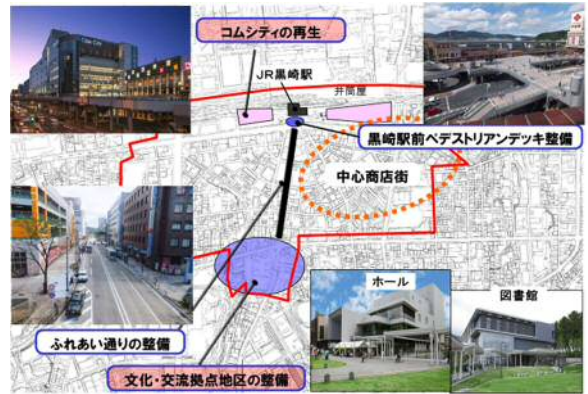 コムシティの再生
JR黒崎駅
井筒屋
黒崎駅前ペデストリアンデッキ整備
中心商店街
ホール
図書館
ふれあい通りの整備
文化・交流拠点地区の整備